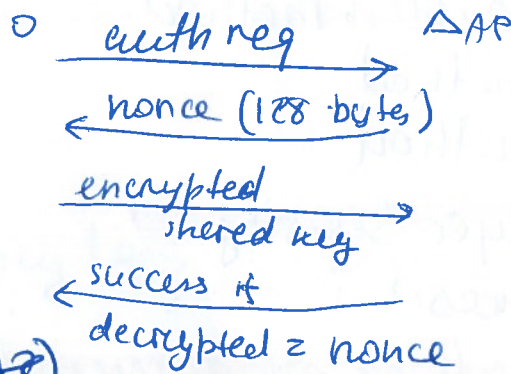 O auth req △AP
nonce (128 bytes)
encrypted
shared key
success if
decrypted = nonce